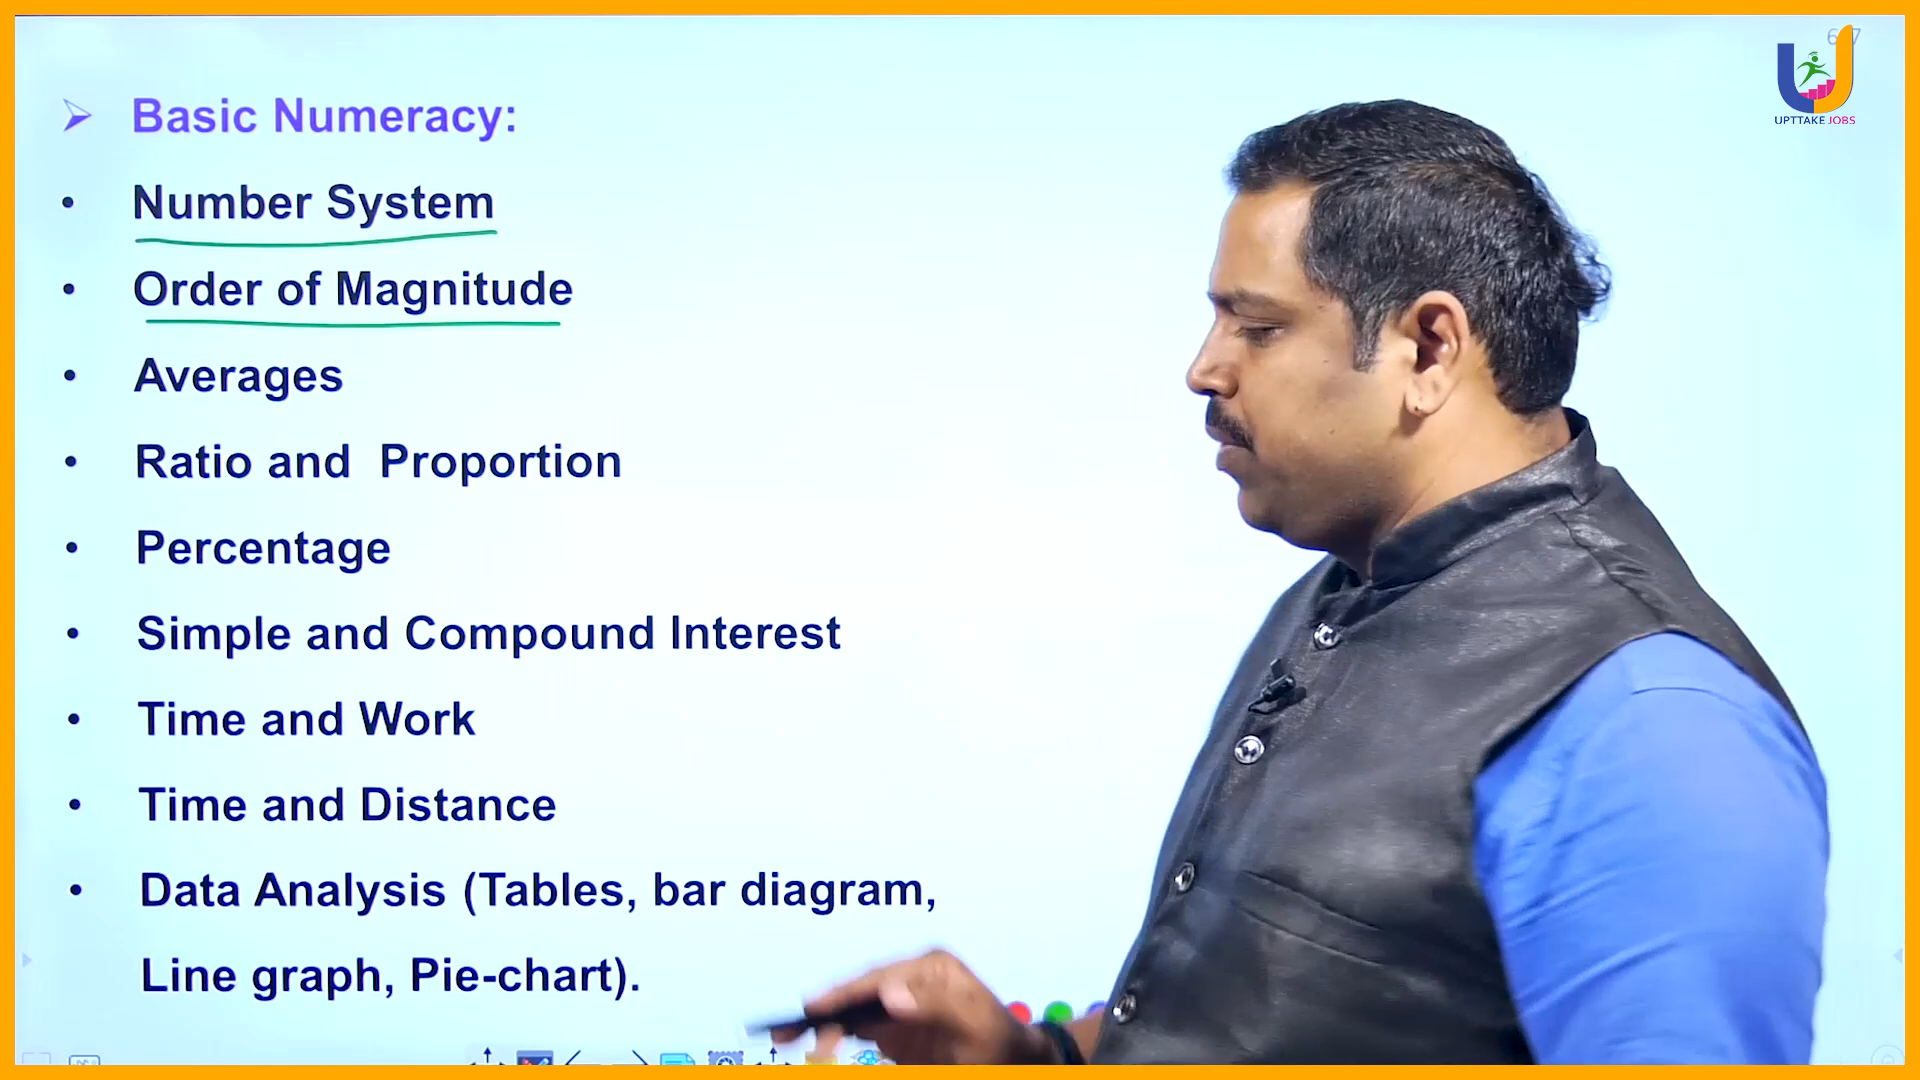 ➢ Basic Numeracy:
• Number System
• Order of Magnitude
• Averages
• Ratio and  Proportion
• Percentage
• Simple and Compound Interest
• Time and Work
• Time and Distance
• Data Analysis (Tables, bar diagram,
Line graph, Pie-chart).
UPTTAKE JOBS